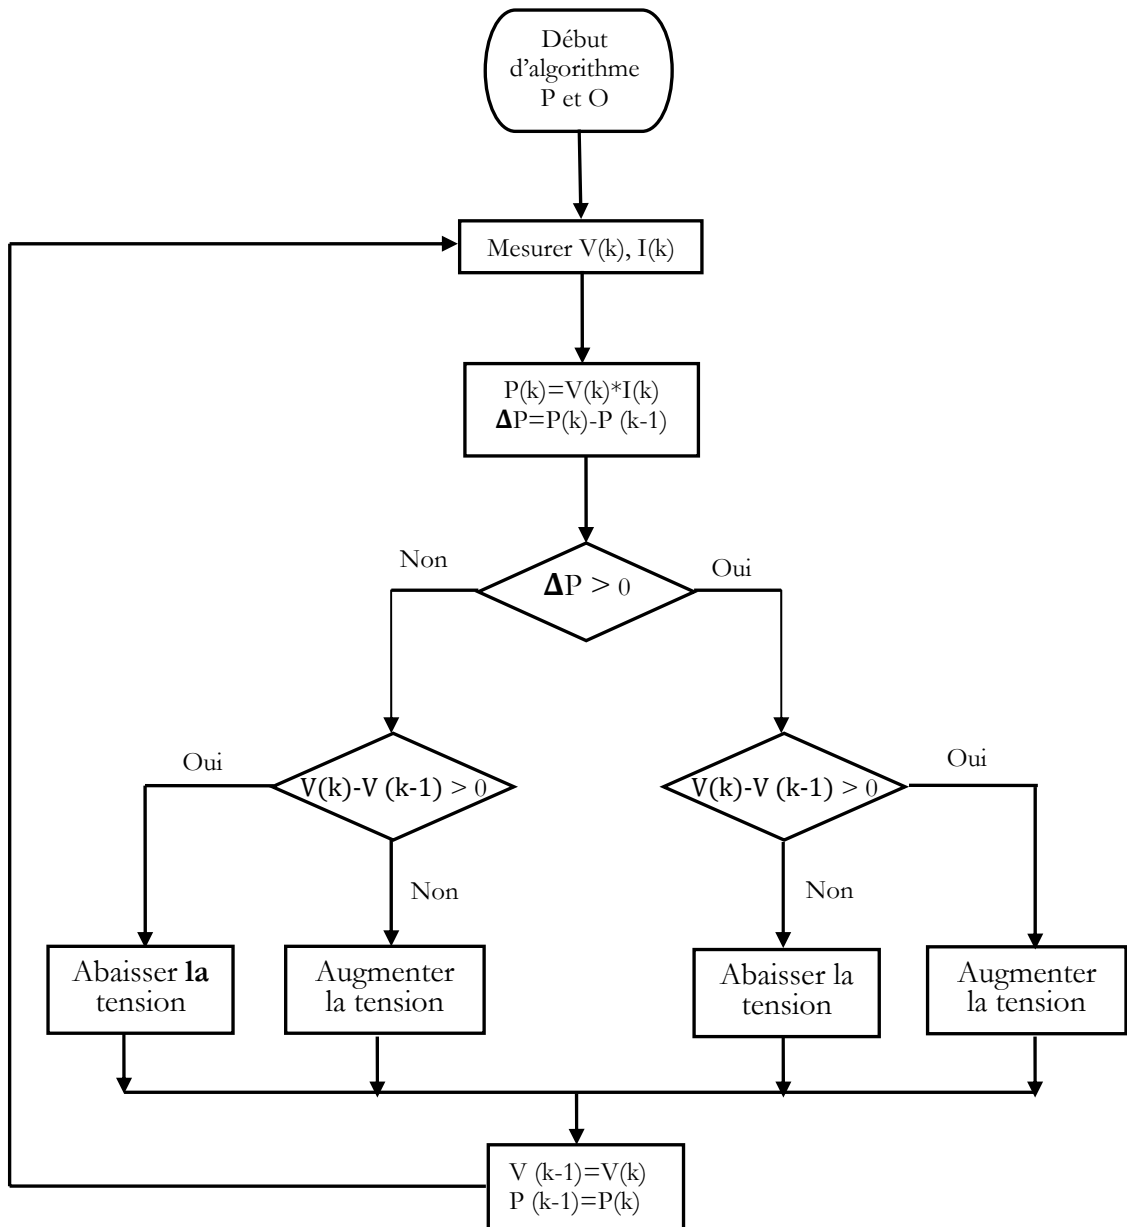 Début
d'algorithme
P et O
Mesurer V(k), I(k)
P(k)=V(k)*I(k)
ΔP=P(k)-P (k-1)
Non
Oui
ΔP > 0
Oui
V(k)-V (k-1) > 0
V(k)-V (k-1) > 0
Oui
Non
Non
Abaisser la
tension
Augmenter
la tension
Abaisser la
tension
Augmenter
la tension
V (k-1)=V(k)
P (k-1)=P(k)